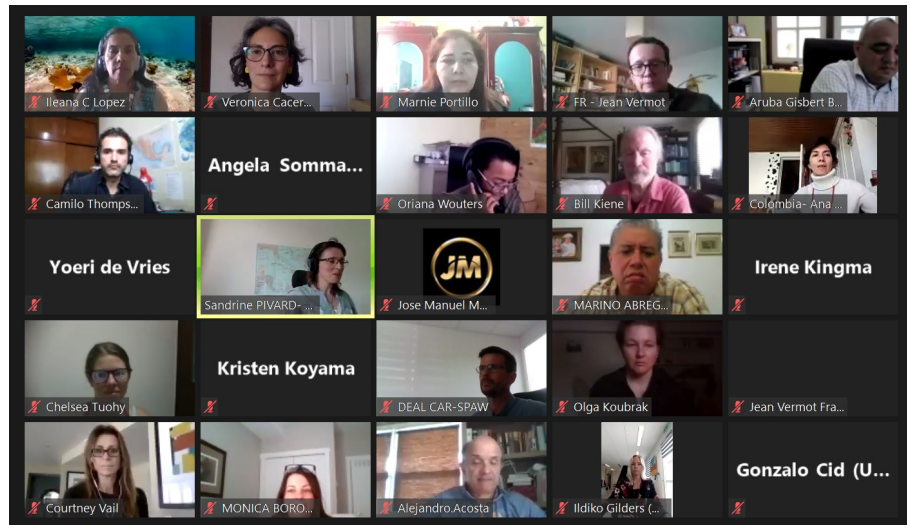 Ileana C Lopez
Veronica Cacer...
Marnie Portillo
FR - Jean Vermot
Aruba Gisbert B...
Camilo Thomps...
Angela Somma...
Oriana Wouters
Bill Kiene
Colombia- Ana ...
Yoeri de Vries
Sandrine PIVARD- ...
JM
Jose Manuel M...
MARINO ABREG...
Irene Kingma
Chelsea Tuohy
Kristen Koyama
DEAL CAR-SPAW
Olga Koubrak
Jean Vermot Fra...
Courtney Vail
MONICA BORO...
Alejandro.Acosta
Ildiko Gilders (...
Gonzalo Cid (U...